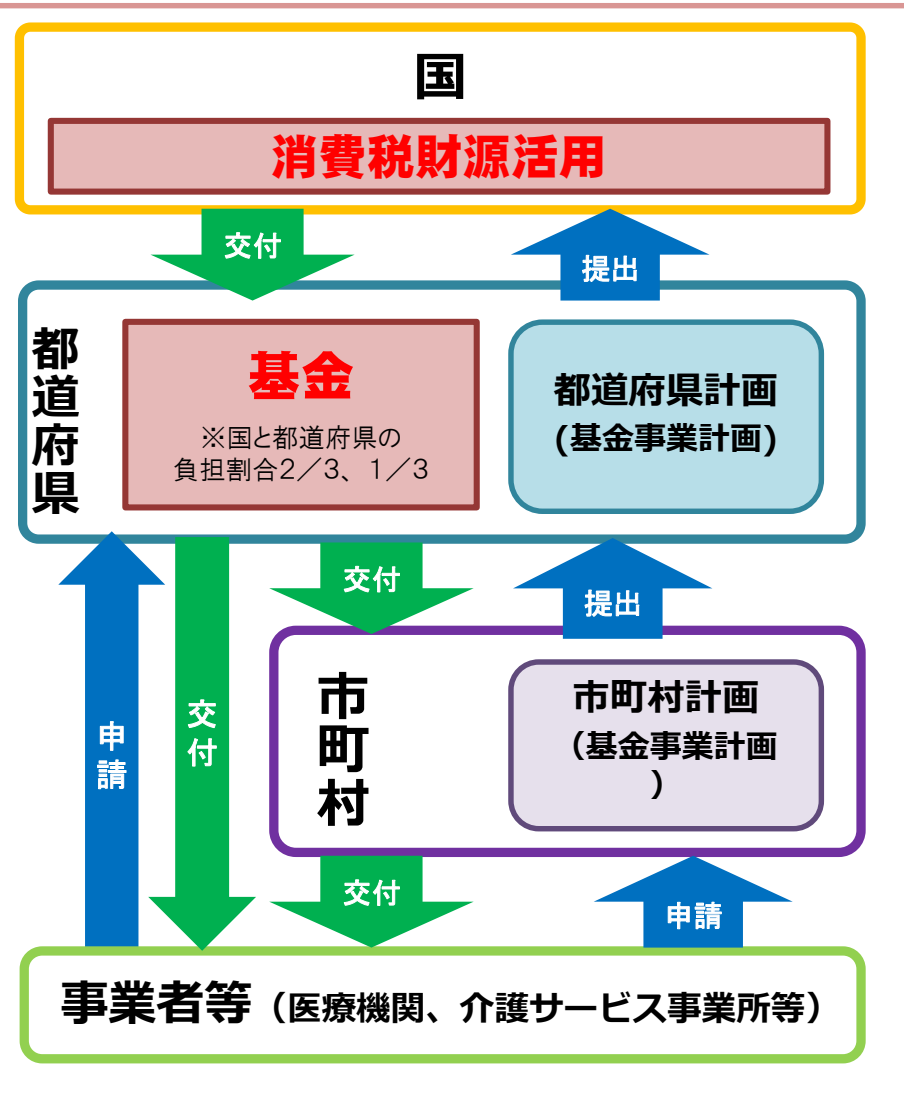 国
消費税財源活用
交付
提出
都道府県
基金
※国と都道府県の
負担割合2/3、1/3
都道府県計画
(基金事業計画)
交付
提出
申請
交付
市町村
市町村計画
（基金事業計画
）
交付
申請
事業者等（医療機関、介護サービス事業所等）